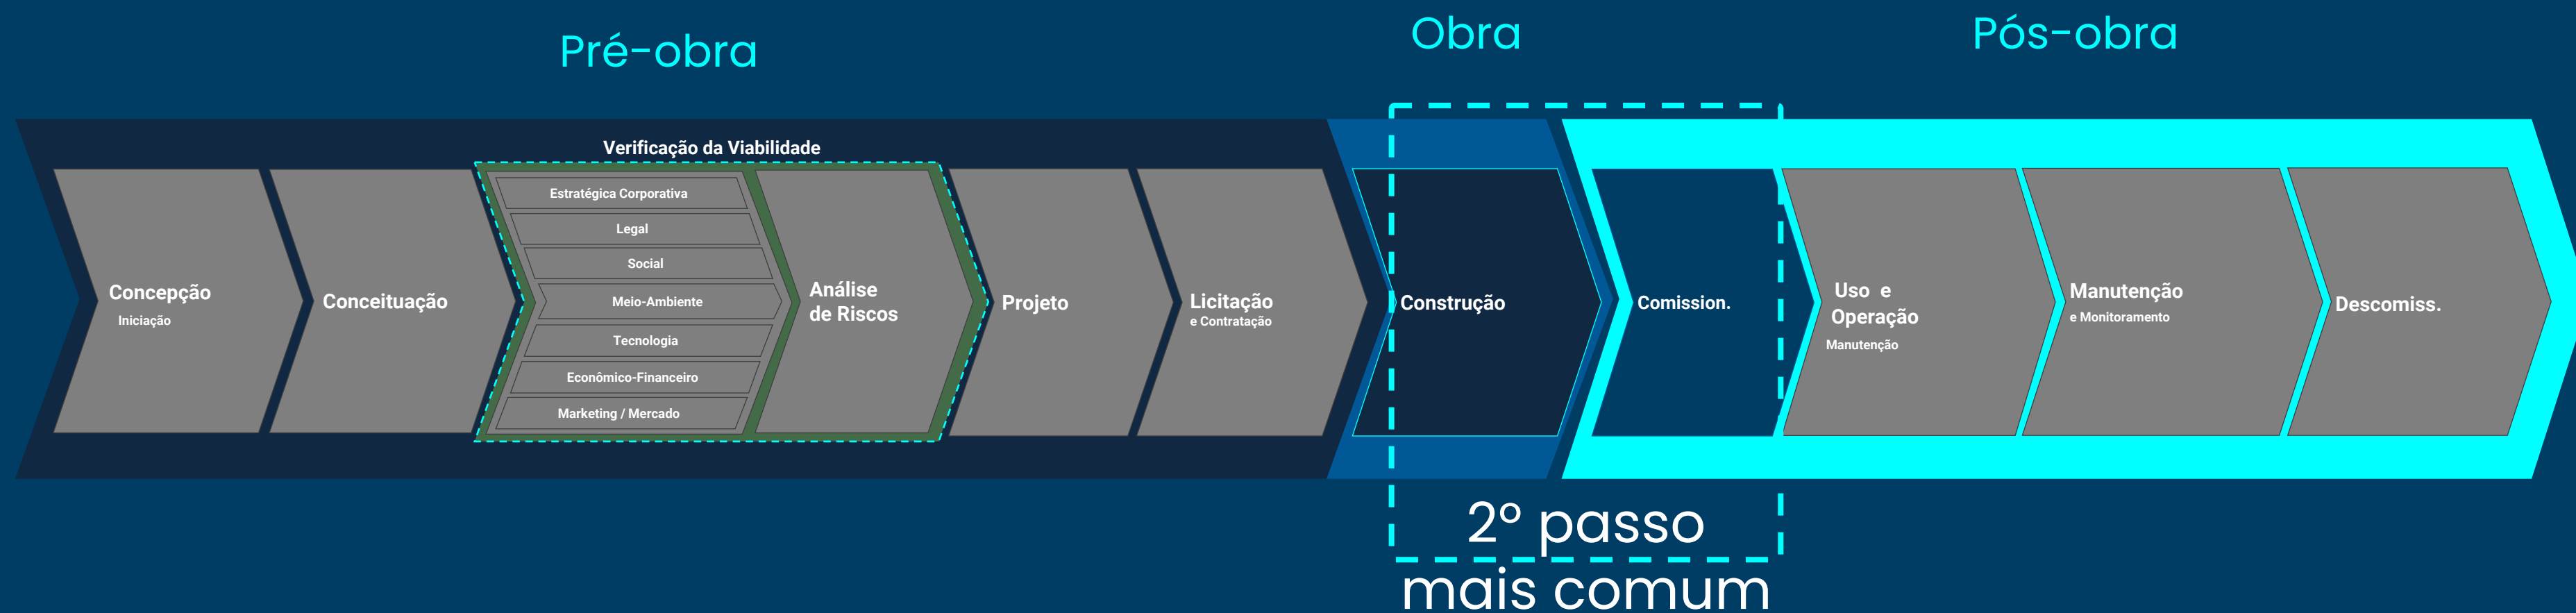 Pré-obra
Obra
Pós-obra
Verificação da Viabilidade
Concepção
Iniciação
Conceituação
Estratégica Corporativa
Legal
Social
Meio-Ambiente
Tecnologia
Econômico-Financeiro
Marketing / Mercado
Análise
de Riscos
Projeto
Licitação
e Contratação
Construção
Comission.
Uso e
Operação
Manutenção
Manutenção
e Monitoramento
Descomiss.
2º passo
mais comum